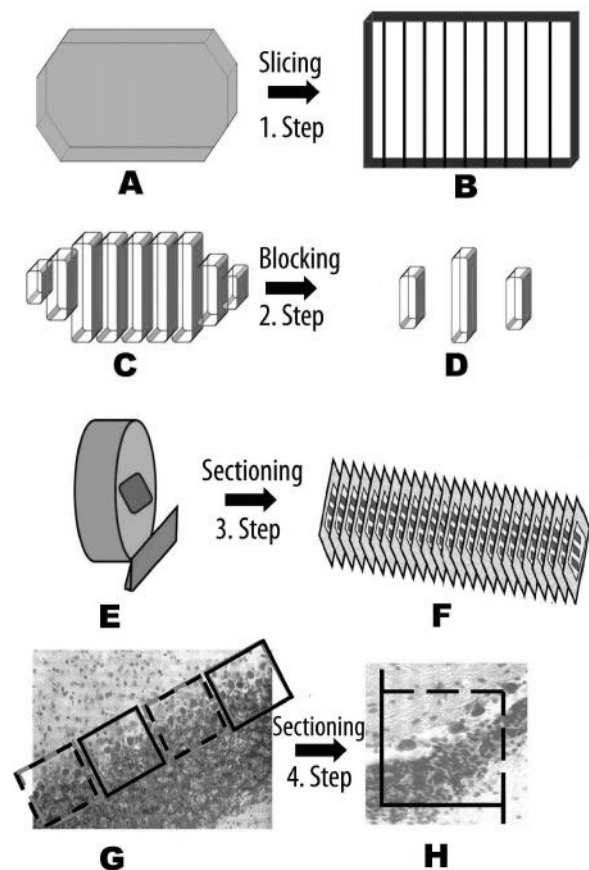 Slicing
1. Step
A
B
Blocking
2. Step
C
D
Sectioning
3. Step
E
F
Sectioning
4. Step
G
H